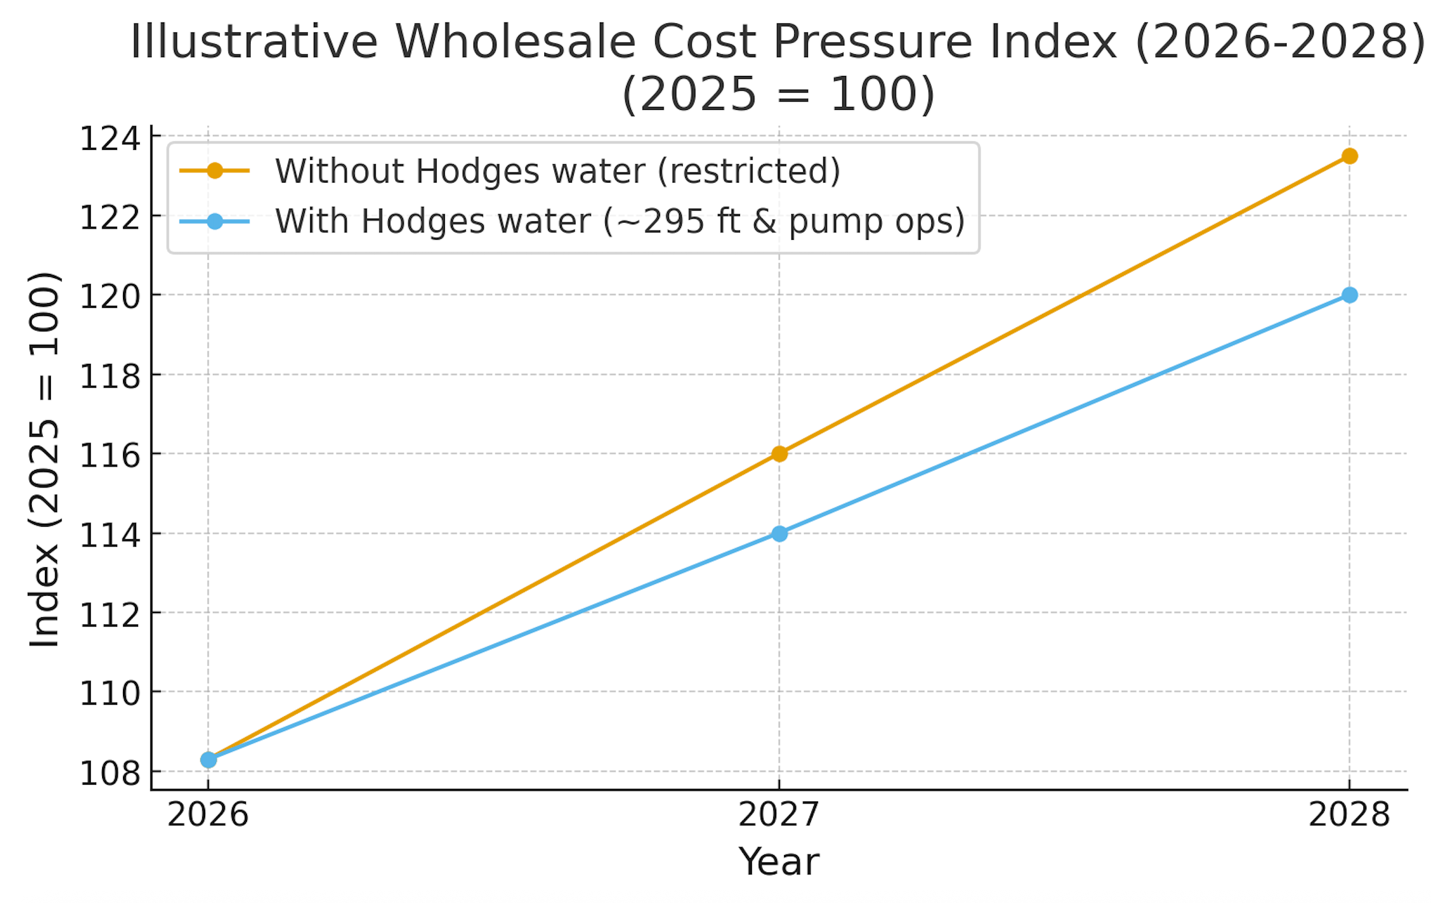 Illustrative Wholesale Cost Pressure Index (2026-2028)
(2025 = 100)
Without Hodges water (restricted)
With Hodges water (~295 ft & pump ops)
Index (2025 = 100)
124
122
120
118
116
114
112
110
108
2026
2027
2028
Year